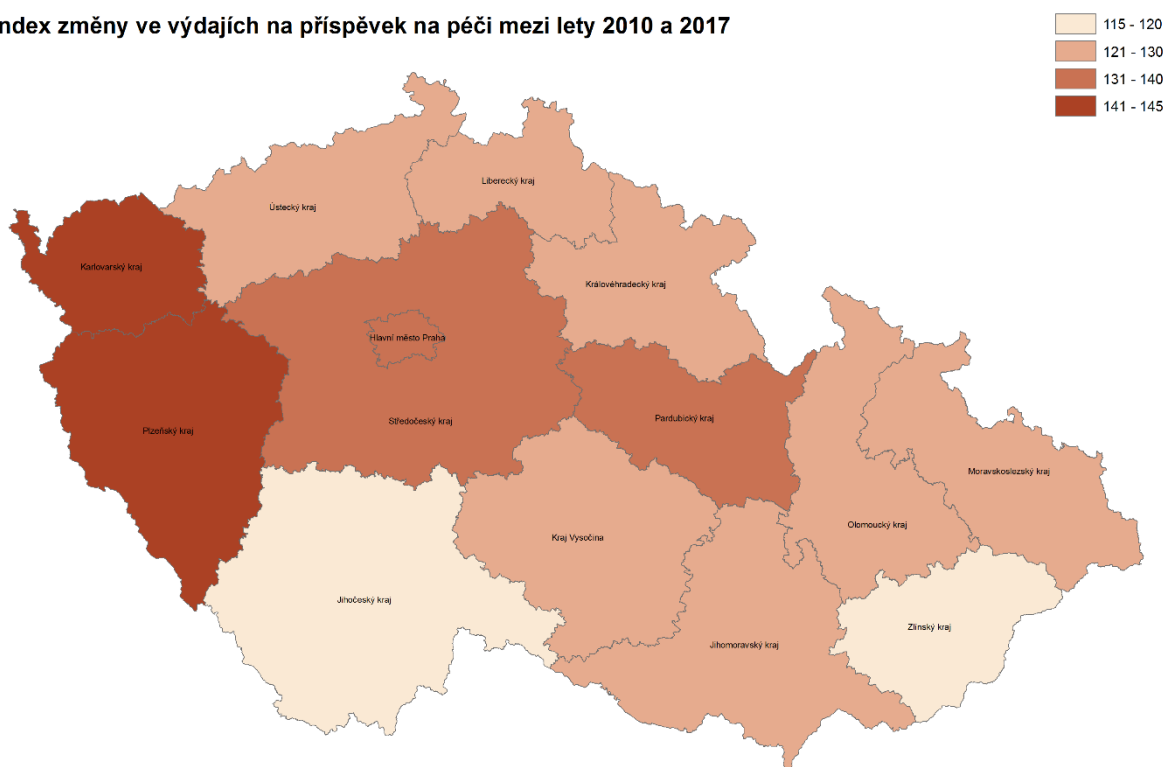 ndex změny ve výdajích na příspěvek na péči mezi lety 2010 a 2017
115 - 120
121 - 130
131 - 140
141 - 145
Liberecký kraj
Ústecký kraj
Karlovarský kraj
Královéhradecký kraj
Hlavní město Praha
Středočeský kraj
Pardubický kraj
Plzeňský kraj
Moravskoslezský kraj
Olomoucký kraj
Kraj Vysočina
Jihočeský kraj
Zlínský kraj
Jihomoravský kraj